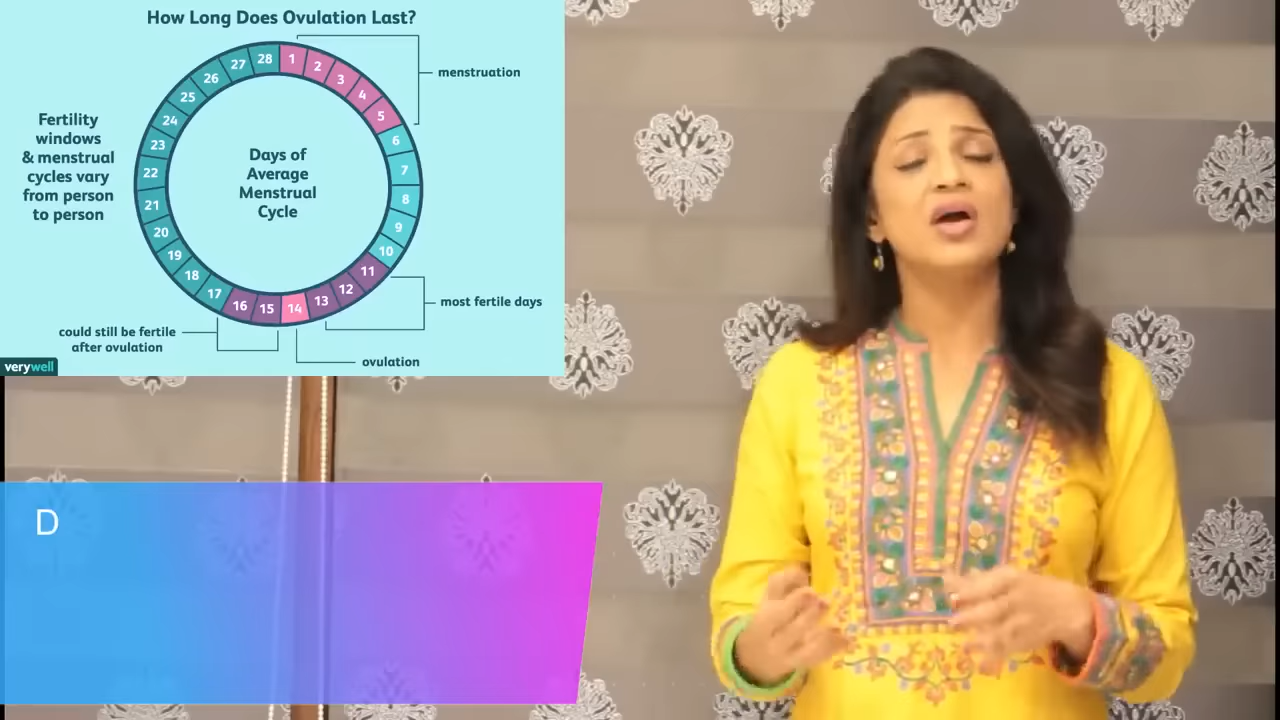 How Long Does Ovulation Last?
Fertility
windows
& menstrual
cycles vary
from person
to person
Days of
Average
Menstrual
Cycle
1
2
3
4
5
6
7
8
9
10
11
12
13
14
15
16
17
18
19
20
21
22
23
24
25
26
27
28
menstruation
most fertile days
ovulation
could still be fertile
after ovulation
verywell
D